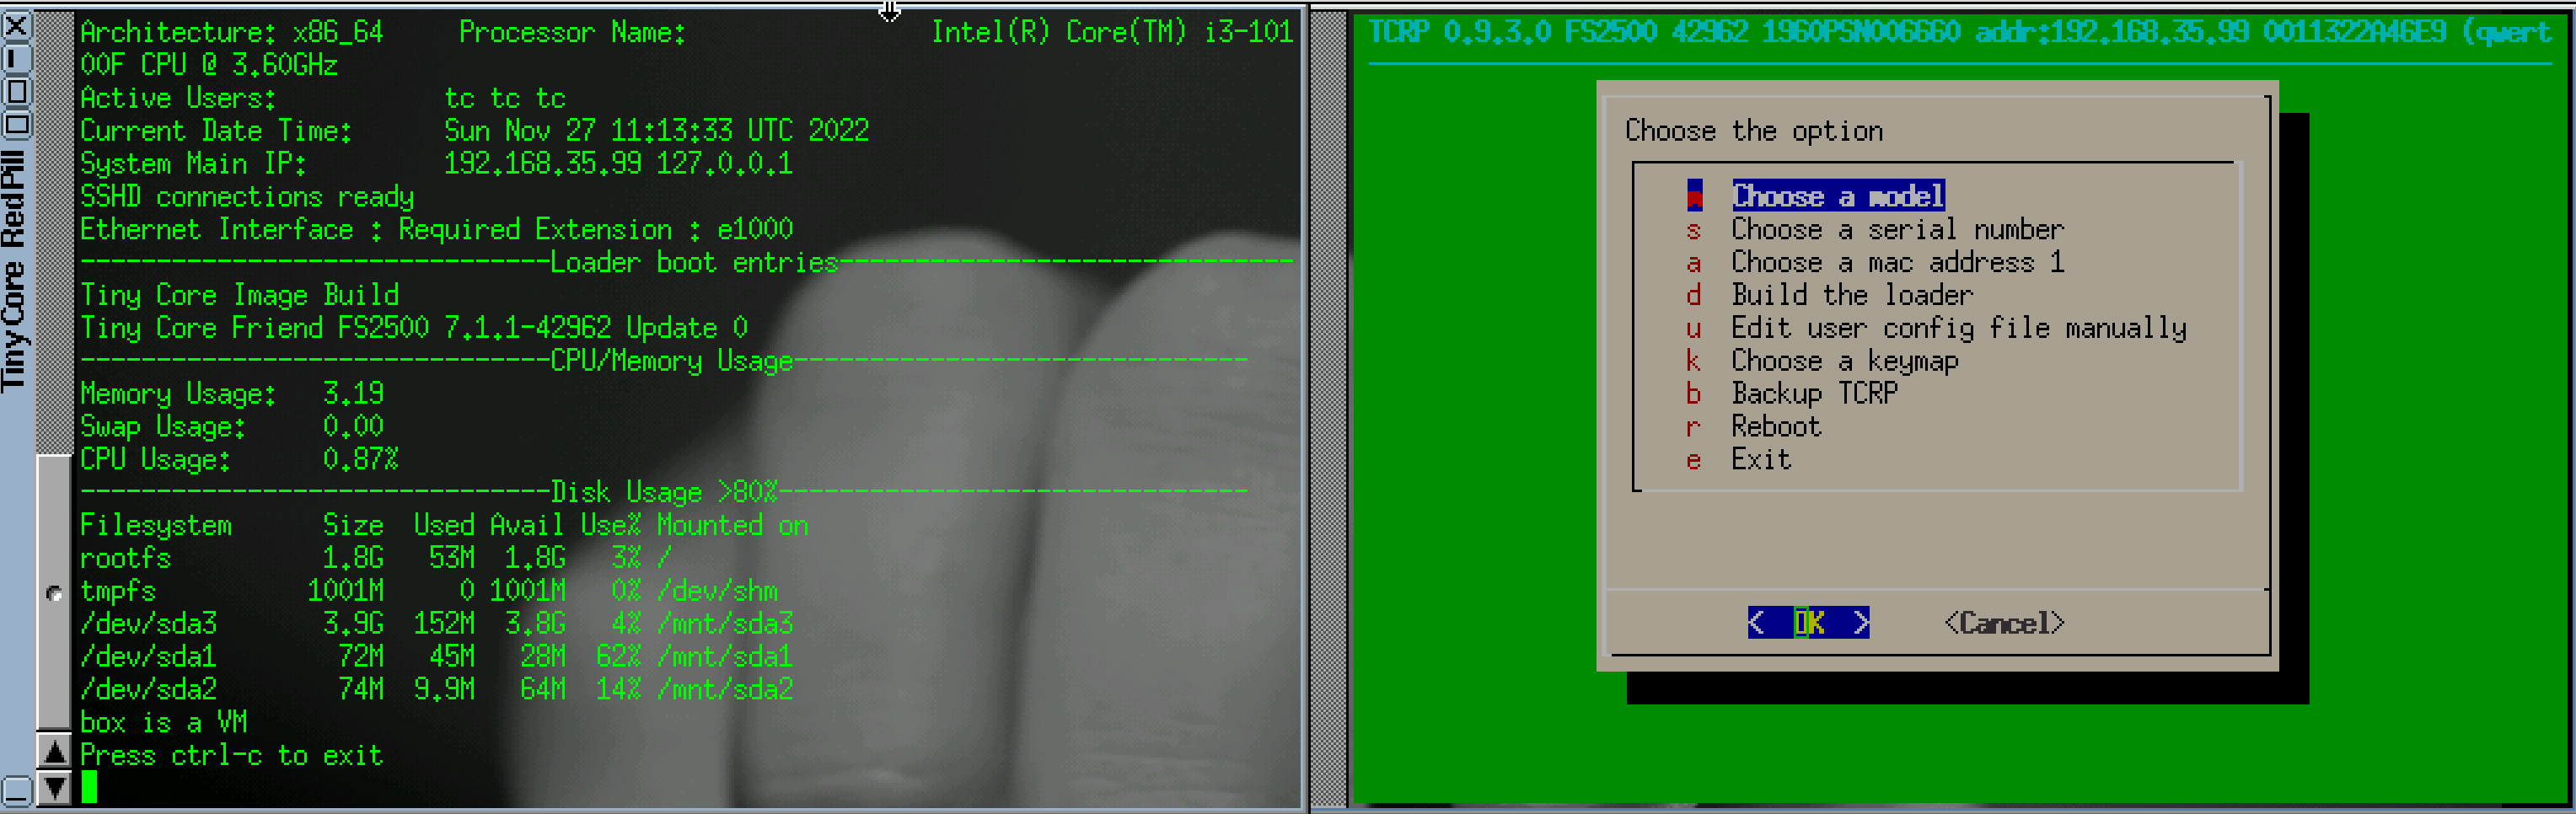 TinyCore RedPill
Architecture: x86_64 Processor Name: Intel(R) Core(TM) i3-101
00F CPU @ 3.60GHz
Active Users: tc tc tc
Current Date Time: Sun Nov 27 11:13:33 UTC 2022
System Main IP: 192.168.35.99 127.0.0.1
SSHD connections ready
Ethernet Interface : Required Extension : e1000
-------------------------------Loader boot entries------------------------------
Tiny Core Image Build
Tiny Core Friend FS2500 7.1.1-42962 Update 0
-------------------------------CPU/Memory Usage------------------------------
Memory Usage: 3.19
Swap Usage: 0.00
CPU Usage: 0.87%
-------------------------------Disk Usage >80%-------------------------------
Filesystem Size Used Avail Use% Mounted on
rootfs 1.8G 53M 1.8G 3% /
tmpfs 1001M 0 1001M 0% /dev/shm
/dev/sda3 3.9G 152M 3.8G 4% /mnt/sda3
/dev/sda1 72M 45M 28M 62% /mnt/sda1
/dev/sda2 74M 9.9M 64M 14% /mnt/sda2
box is a VM
Press ctrl-c to exit
TCRP 0.9.3.0 FS2500 42962 1960PSN006660 addr:192.168.35.99 0011322A46E9 (qwert
Choose the option
Choose a model
s Choose a serial number
a Choose a mac address 1
d Build the loader
u Edit user config file manually
k Choose a keymap
b Backup TCRP
r Reboot
e Exit
< OK > <Cancel>